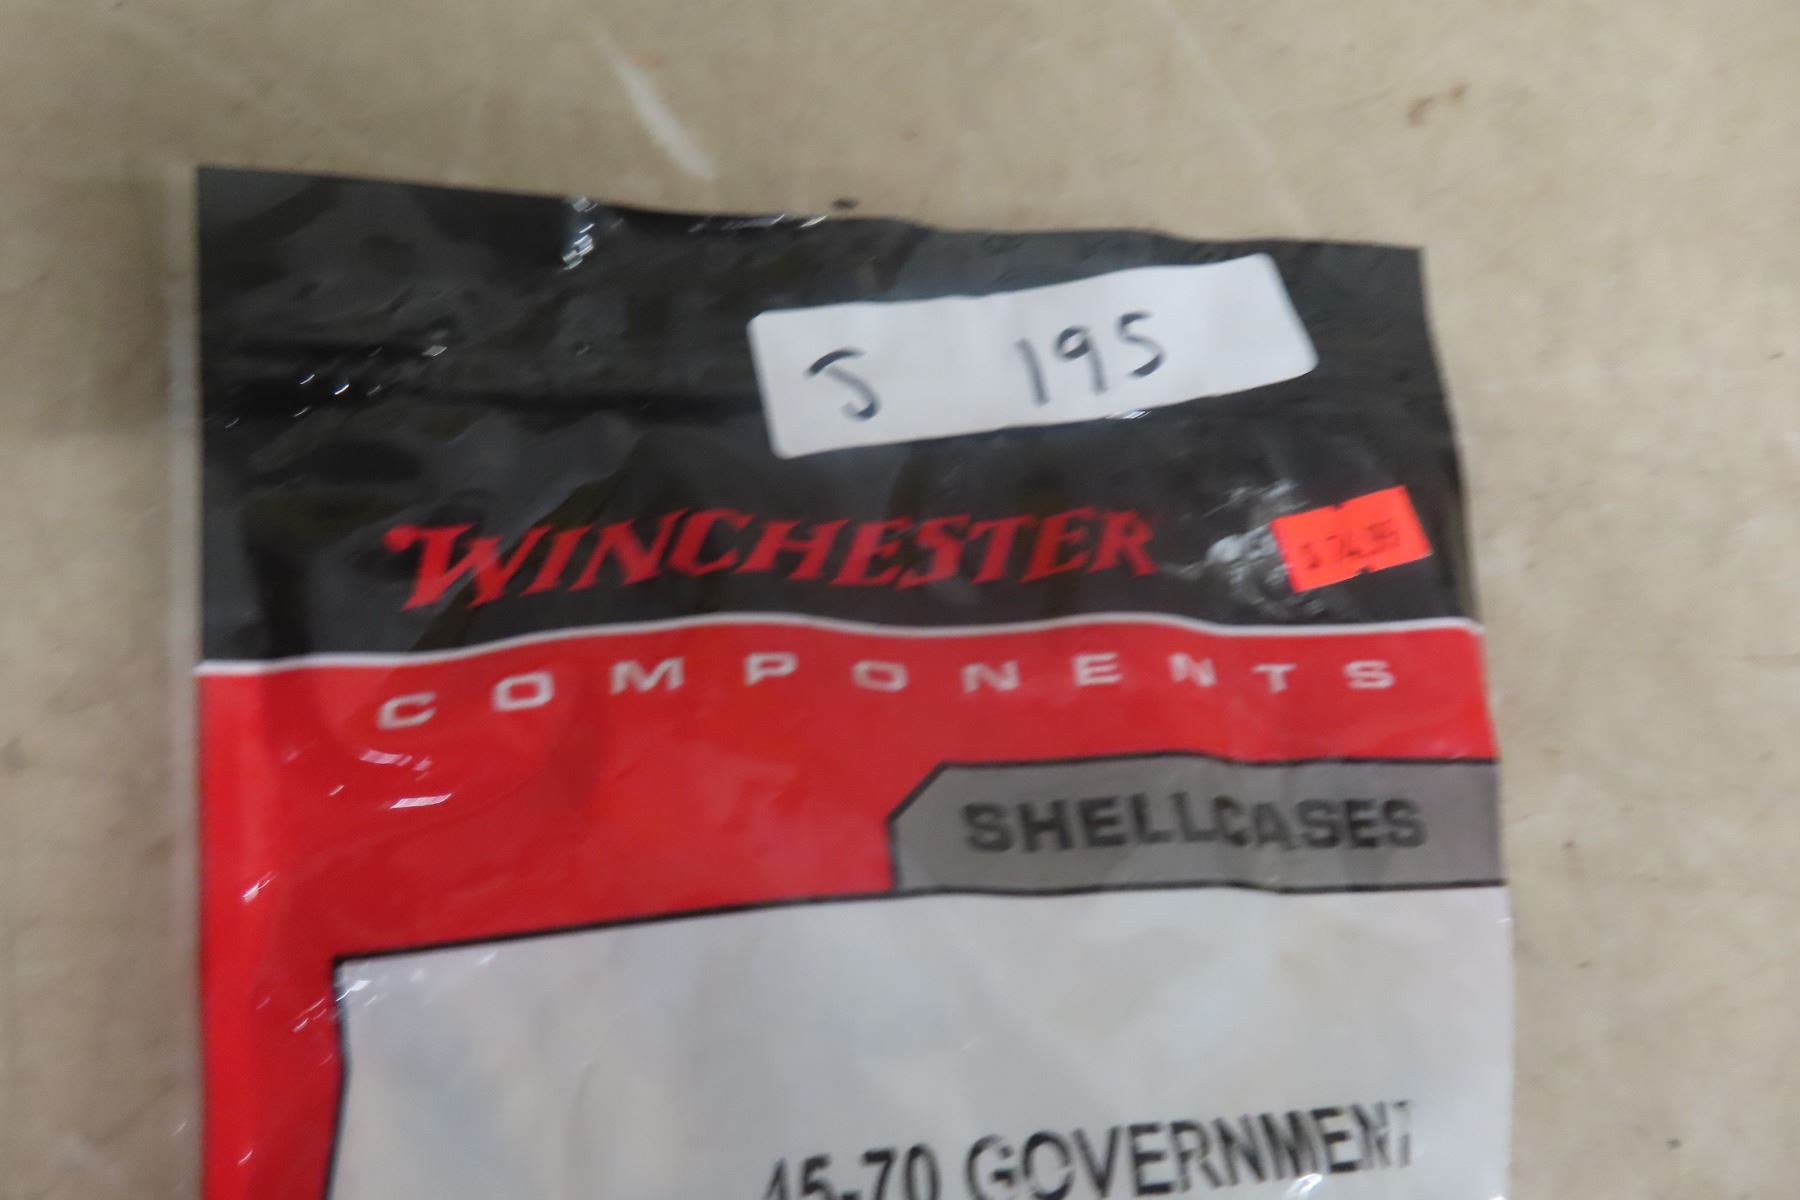 J 195
WINCHESTER
COMPONENTS
SHELLCASES
45-70 GOVERNMENT